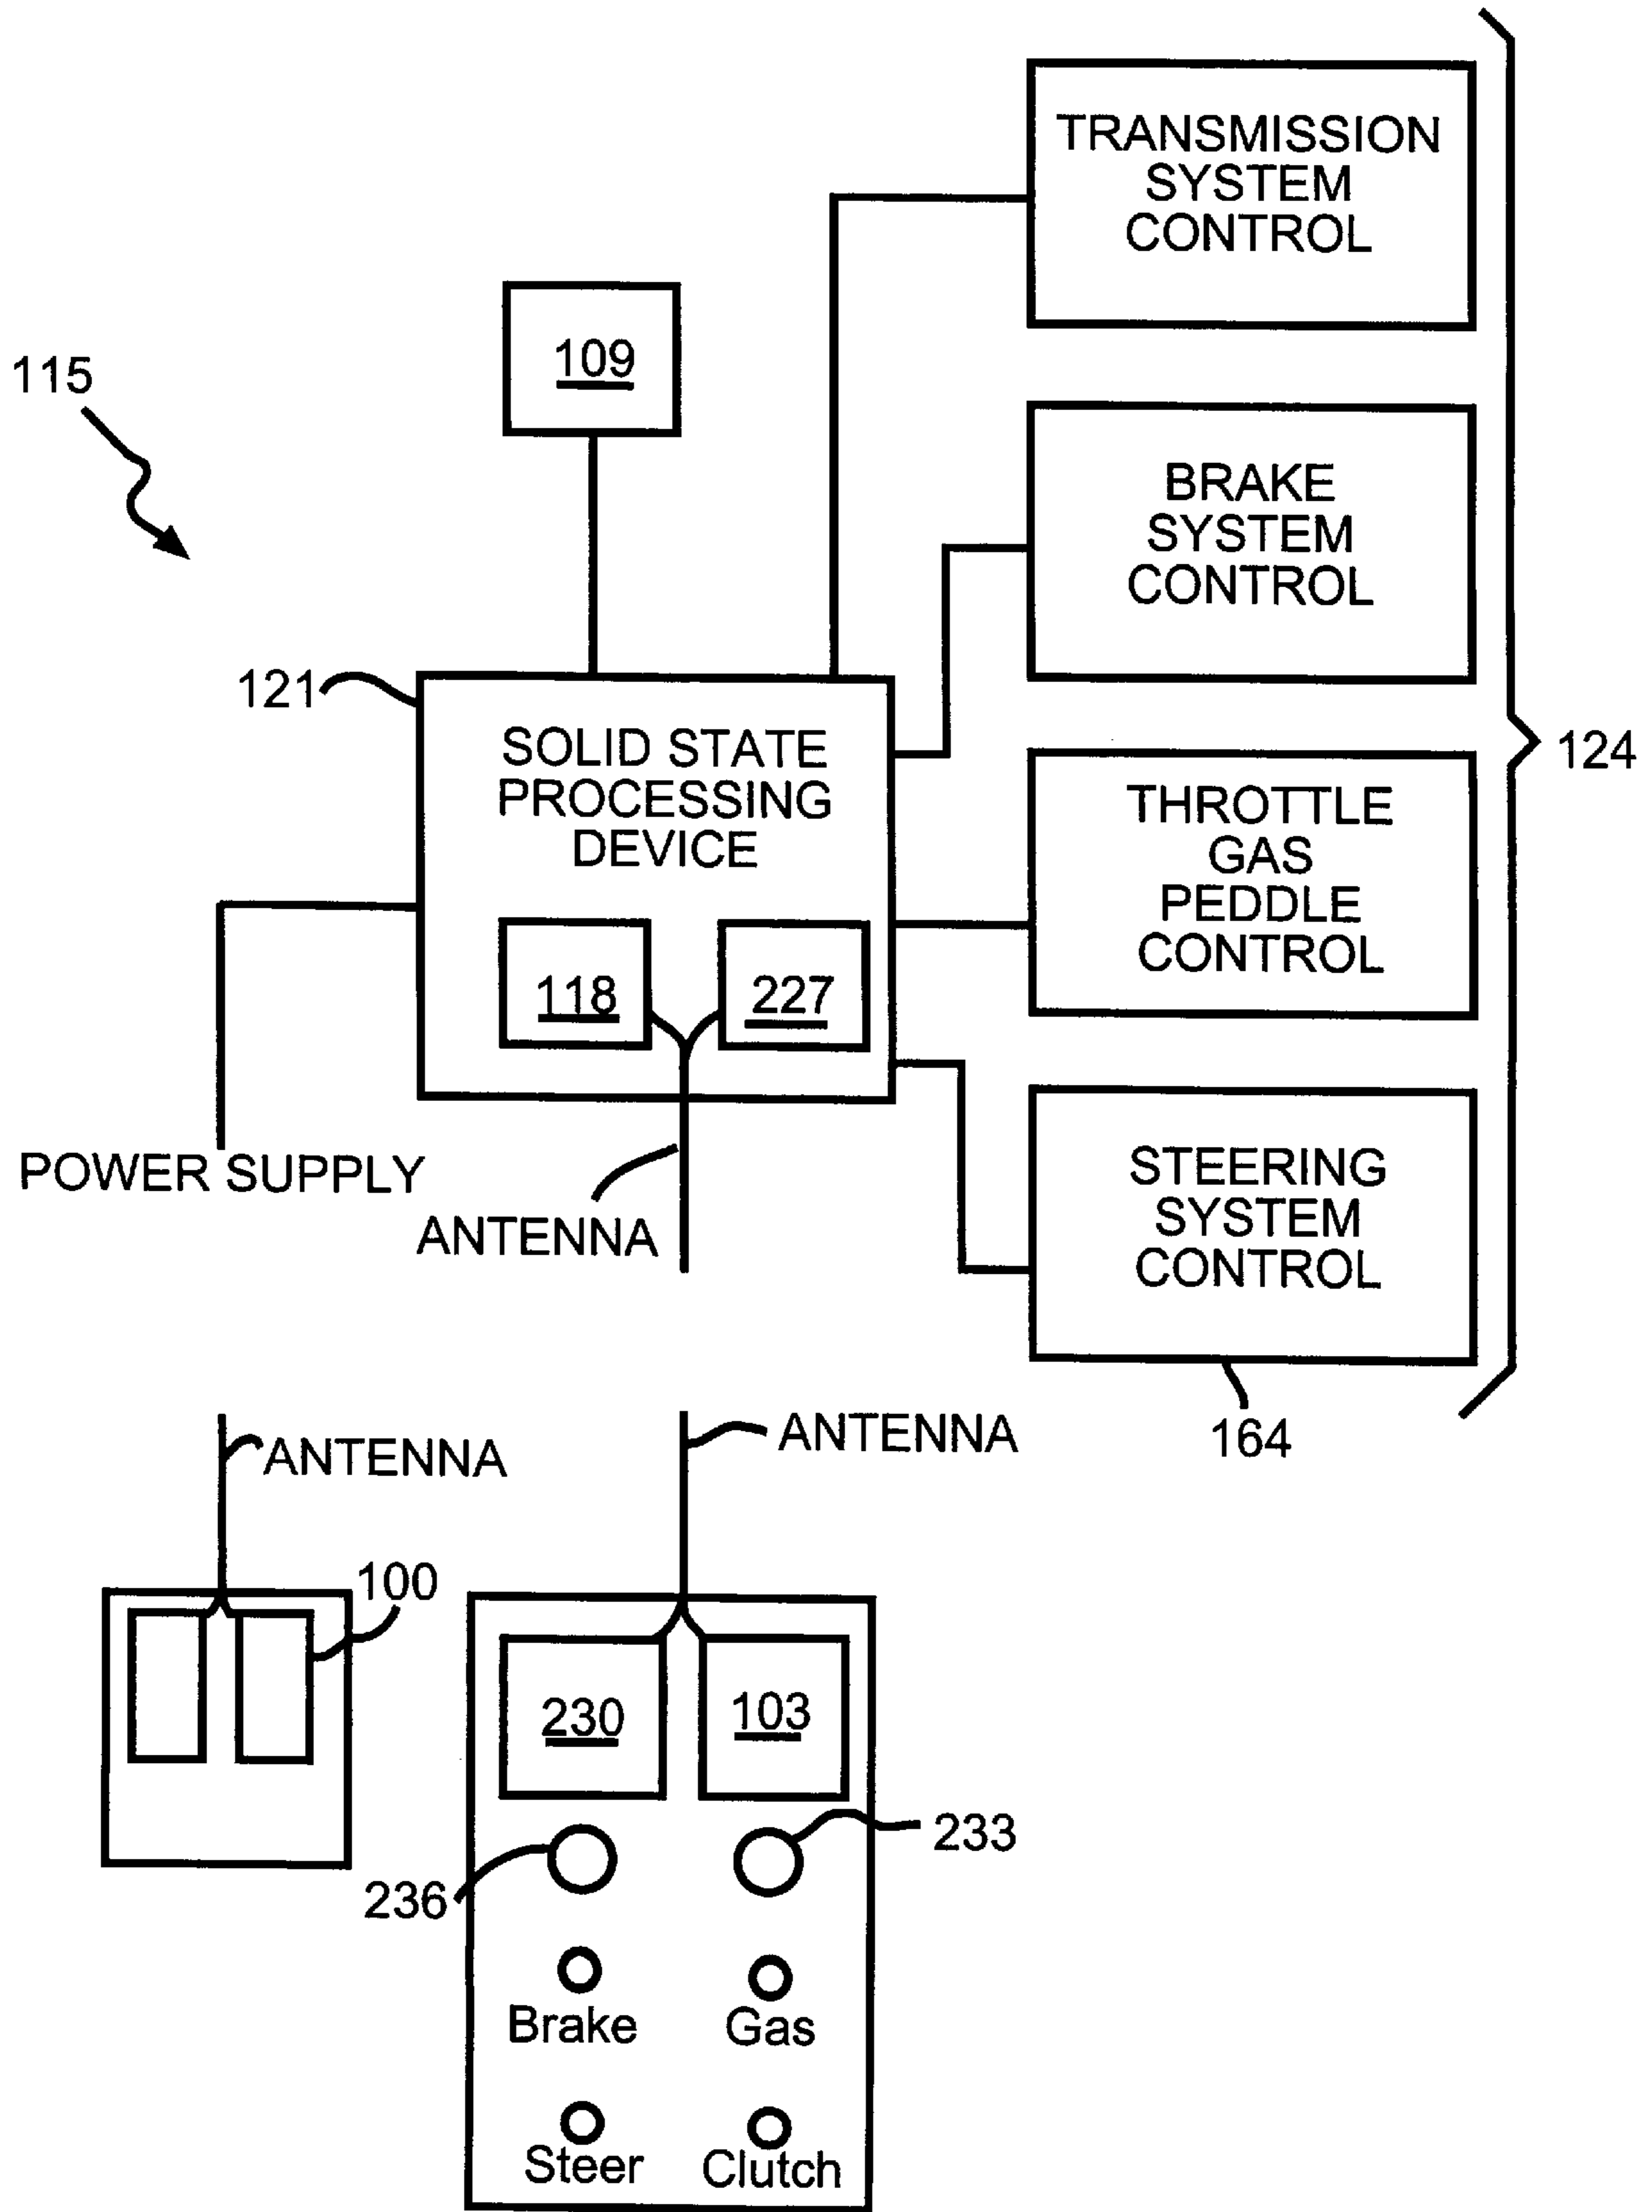 TRANSMISSION
SYSTEM
CONTROL
109
115
BRAKE
SYSTEM
CONTROL
121
SOLID STATE
PROCESSING
DEVICE
124
THROTTLE
GAS
PEDDLE
CONTROL
118
227
POWER SUPPLY
ANTENNA
STEERING
SYSTEM
CONTROL
164
ANTENNA
ANTENNA
100
230
103
233
236
Brake
Gas
Steer
Clutch